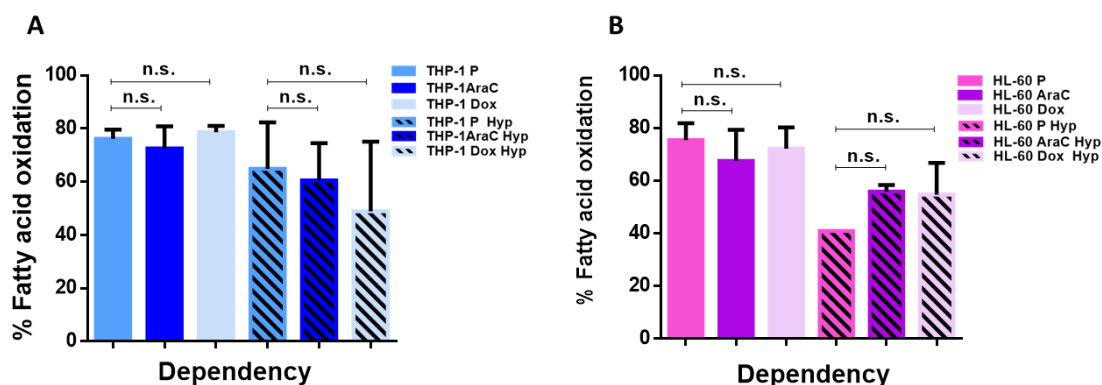 A
% Fatty acid oxidation
100
80
60
40
20
0
n.s.
n.s.
n.s.
n.s.
THP-1 P
THP-1AraC
THP-1 Dox
THP-1 P Hyp
THP-1AraC Hyp
THP-1 Dox Hyp
Dependency
B
% Fatty acid oxidation
100
80
60
40
20
0
n.s.
n.s.
n.s.
n.s.
HL-60 P
HL-60 AraC
HL-60 Dox
HL-60 P Hyp
HL-60 AraC Hyp
HL-60 Dox Hyp
Dependency